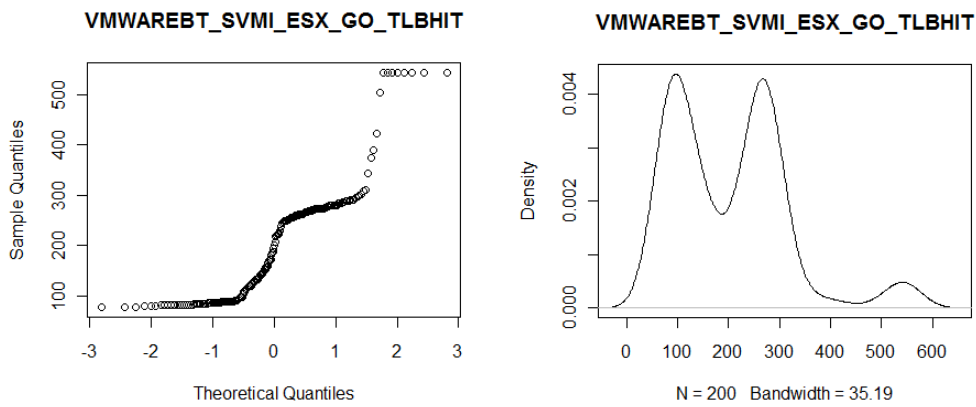 VMWAREBT_SVMI_ESX_GO_TLBHIT
Sample Quantiles
500
400
300
200
100
-3 -2 -1 0 1 2 3
Theoretical Quantiles
VMWAREBT_SVMI_ESX_GO_TLBHIT
Density
0.004
0.002
0.000
0 100 200 300 400 500 600
N = 200 Bandwidth = 35.19